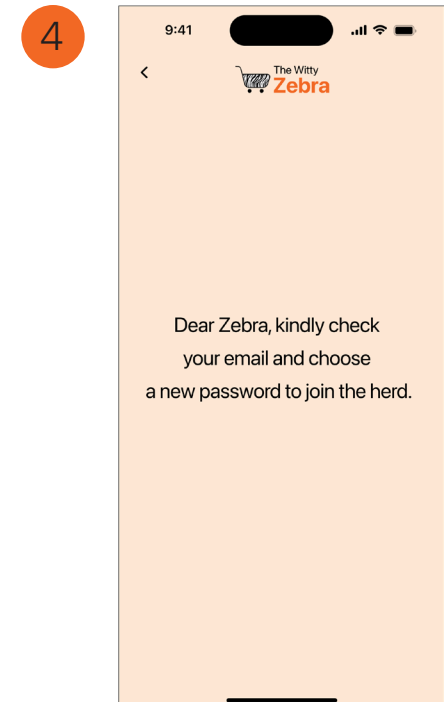 4
9:41
The Witty
Zebra
Dear Zebra, kindly check
your email and choose
a new password to join the herd.